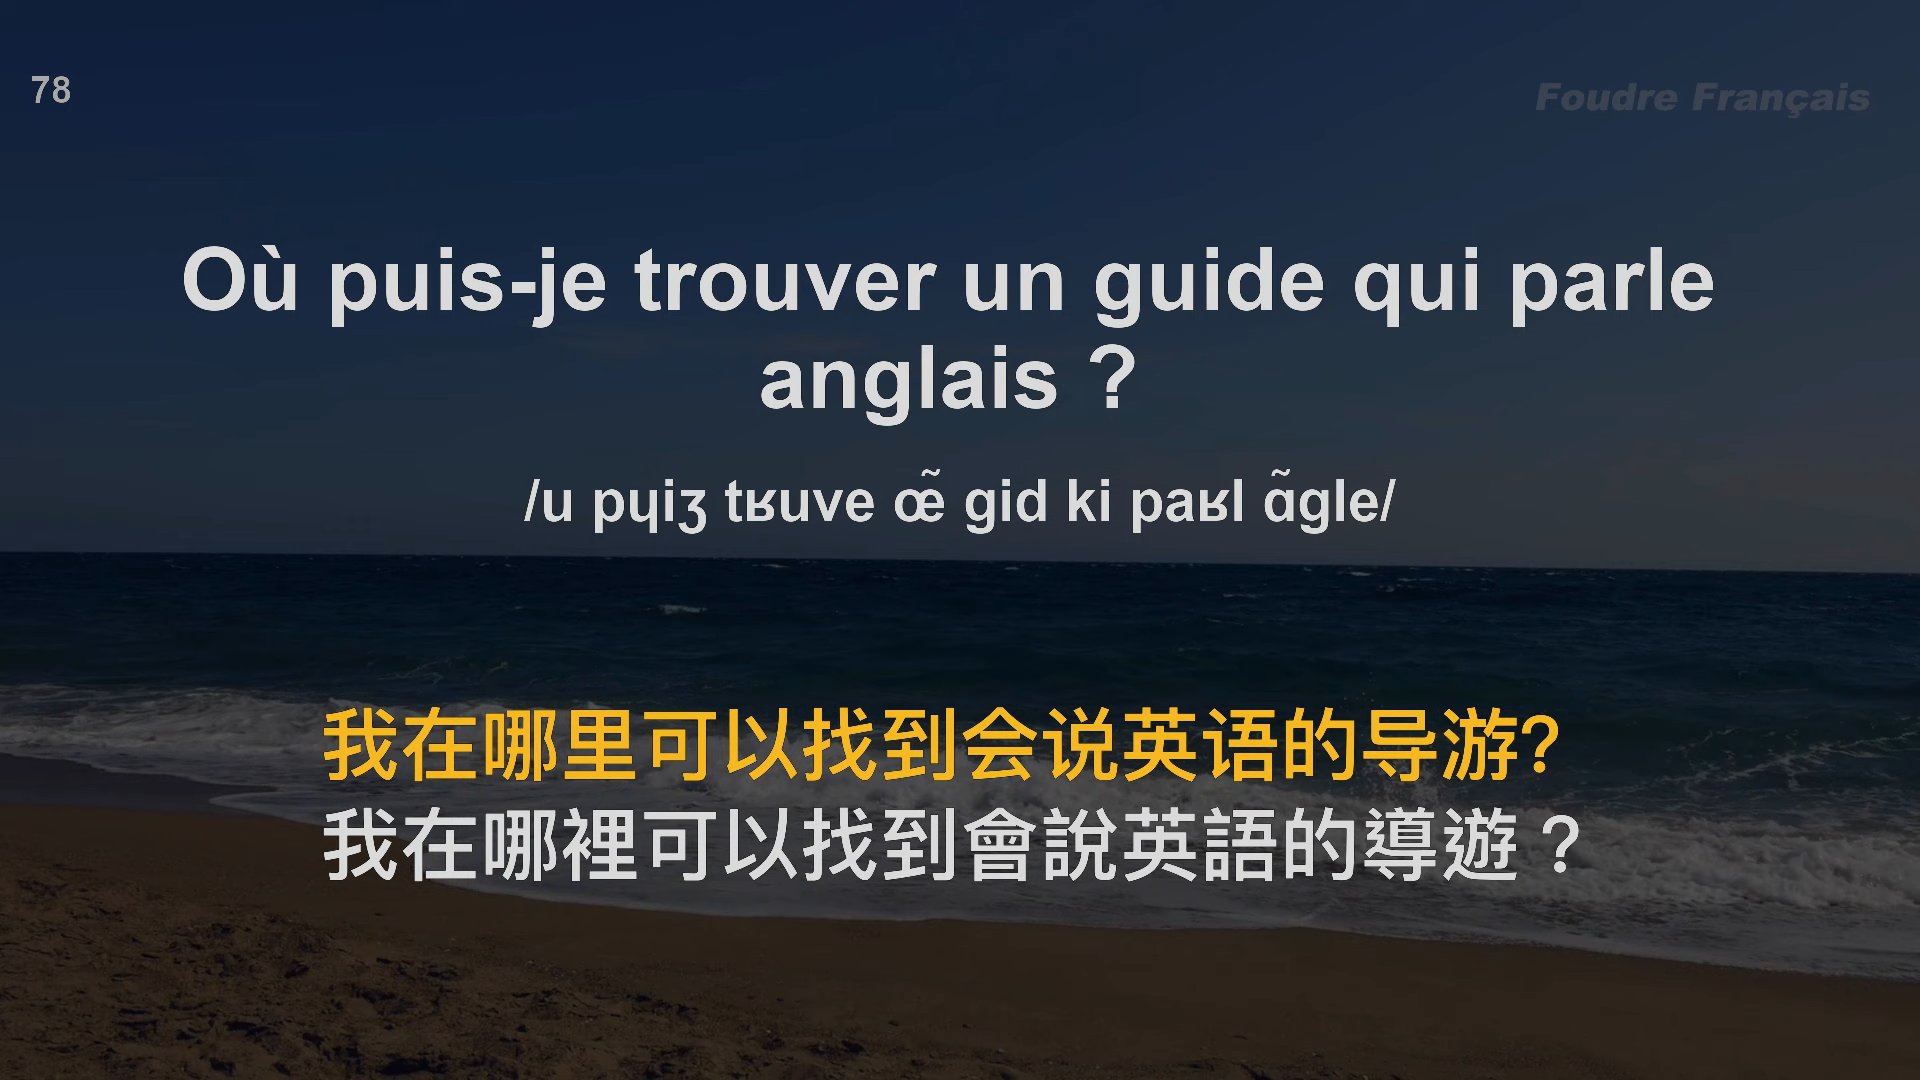 78
Foudre Français
Où puis-je trouver un guide qui parle
anglais ?
/u pɥiʒ tʁuve œ̃ gid ki paʁl ɑ̃gle/
我在哪里可以找到会说英语的导游?
我在哪裡可以找到會說英語的導遊？